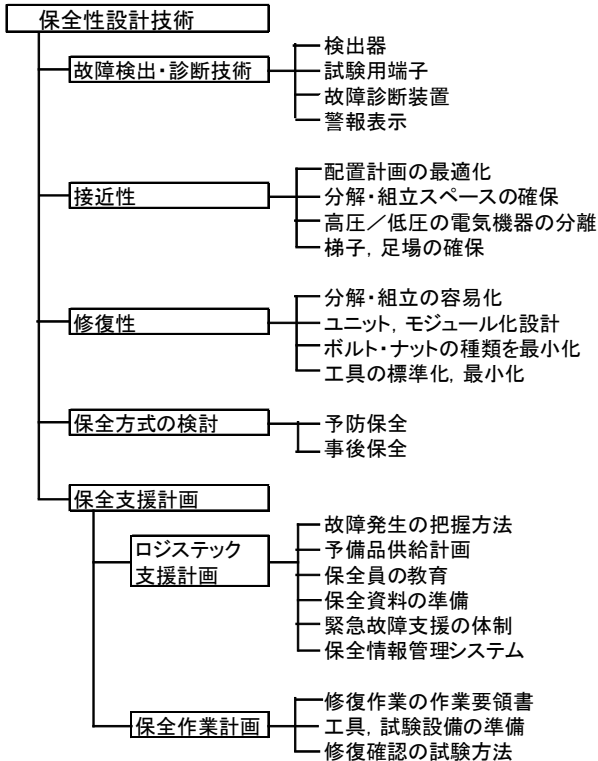 保全性設計技術
故障検出・診断技術
検出器
試験用端子
故障診断装置
警報表示
接近性
配置計画の最適化
分解・組立スペースの確保
高圧／低圧の電気機器の分離
梯子，足場の確保
修復性
分解・組立の容易化
ユニット，モジュール化設計
ボルト・ナットの種類を最小化
工具の標準化，最小化
保全方式の検討
予防保全
事後保全
保全支援計画
ロジステック
支援計画
故障発生の把握方法
予備品供給計画
保全員の教育
保全資料の準備
緊急故障支援の体制
保全情報管理システム
保全作業計画
修復作業の作業要領書
工具，試験設備の準備
修復確認の試験方法